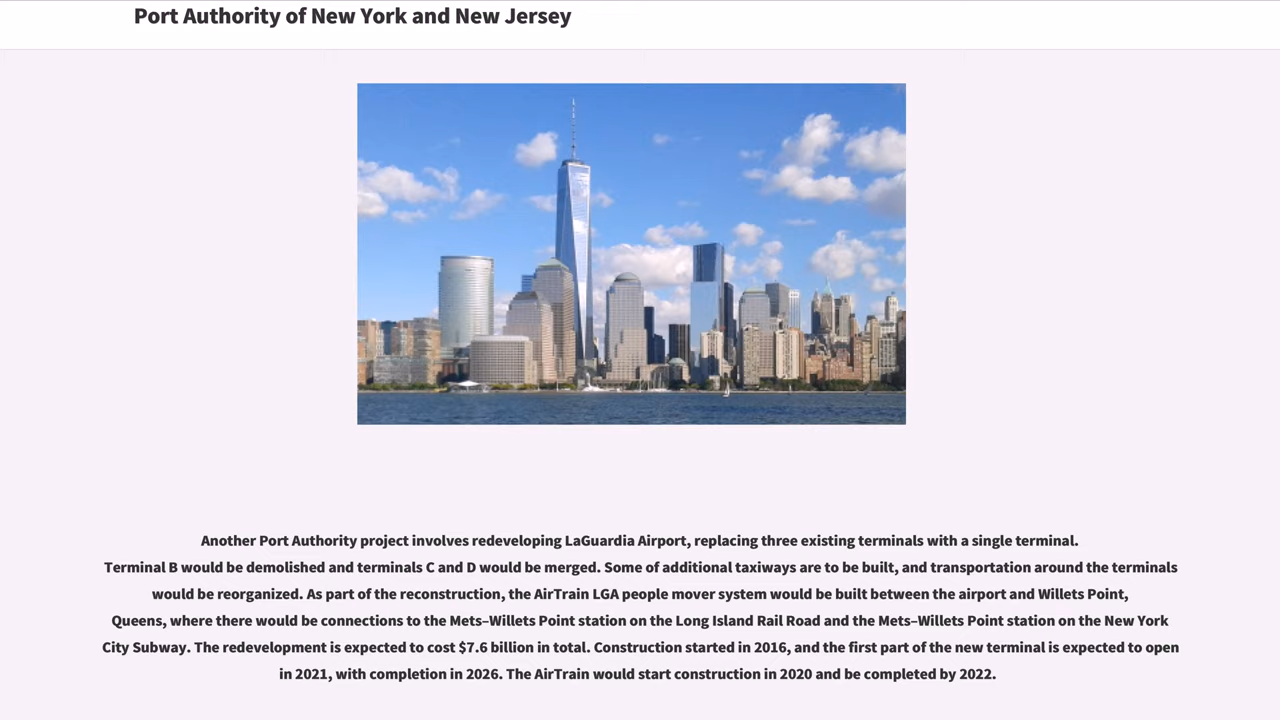 Port Authority of New York and New Jersey
Another Port Authority project involves redeveloping LaGuardia Airport, replacing three existing terminals with a single terminal.
Terminal B would be demolished and terminals C and D would be merged. Some of additional taxiways are to be built, and transportation around the terminals
would be reorganized. As part of the reconstruction, the AirTrain LGA people mover system would be built between the airport and Willets Point,
Queens, where there would be connections to the Mets–Willets Point station on the Long Island Rail Road and the Mets–Willets Point station on the New York
City Subway. The redevelopment is expected to cost $7.6 billion in total. Construction started in 2016, and the first part of the new terminal is expected to open
in 2021, with completion in 2026. The AirTrain would start construction in 2020 and be completed by 2022.